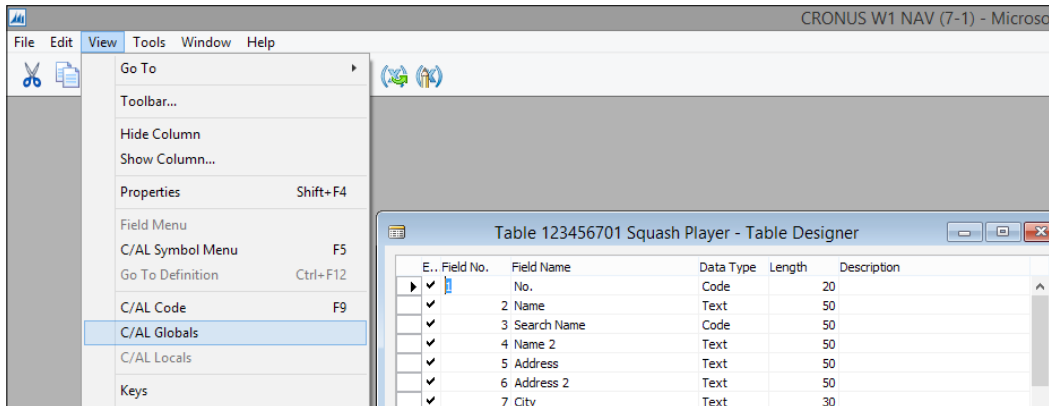 CRONUS W1 NAV (7-1) - Microso
File Edit View Tools Window Help
Go To
Toolbar...
Hide Column
Show Column...
Properties Shift+F4
Field Menu
C/AL Symbol Menu F5
Go To Definition Ctrl+F12
C/AL Code F9
C/AL Globals
C/AL Locals
Keys
Table 123456701 Squash Player - Table Designer
E.. Field No. Field Name Data Type Length Description
1 No. Code 20
2 Name Text 50
3 Search Name Code 50
4 Name 2 Text 50
5 Address Text 50
6 Address 2 Text 50
7 City Text 30